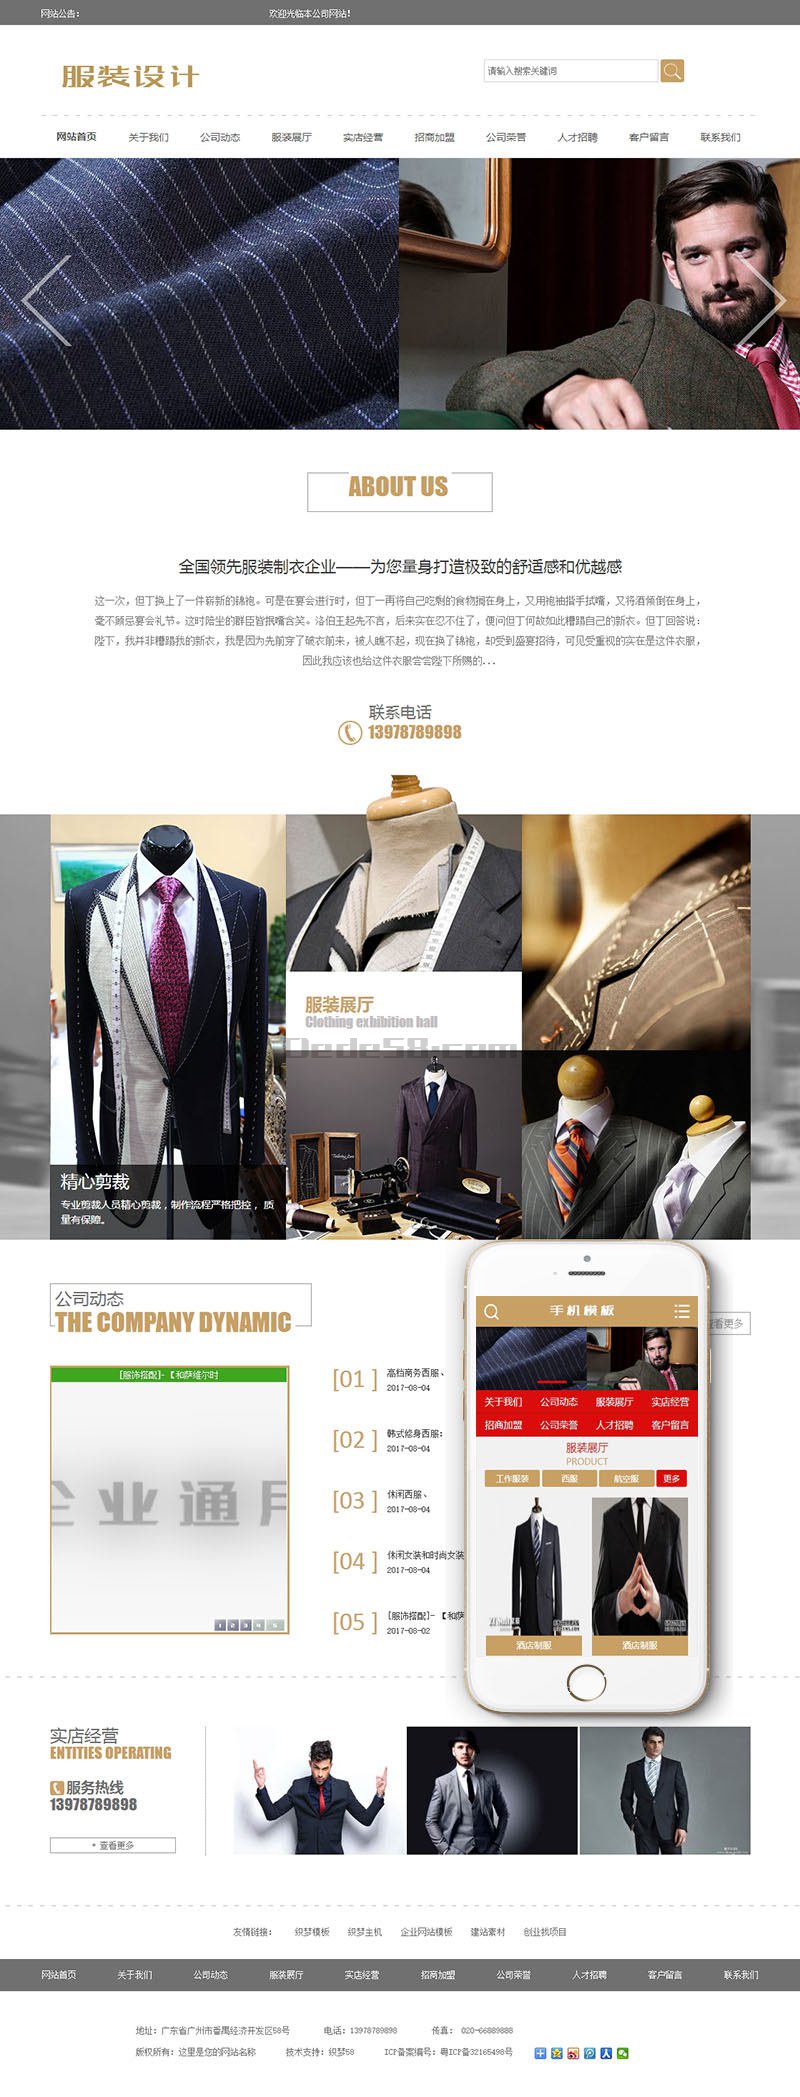 网站公告：
欢迎光临本公司网站！
服装设计
请输入搜索关键词
网站首页 关于我们 公司动态 服装展厅 实店经营 招商加盟 公司荣誉 人才招聘 客户留言 联系我们
ABOUT US
全国领先服装制衣企业——为您量身打造极致的舒适感和优越感
这一次，但丁换上了一件崭新的锦袍。可是在宴会进行时，但丁一再将自己吃剩的食物搁在身上，又用袍袖揩手拭嘴，又将酒倾倒在身上，
毫不顾忌宴会礼节。这时陪坐的群臣皆抿嘴含笑。洛伯王起先不言，后来实在忍不住了，便问但丁何故如此糟蹋自己的新衣。但丁回答说：
陛下，我并非糟蹋我的新衣，我是因为先前穿了破衣前来，被人瞧不起，现在换了锦袍，却受到盛宴招待，可见受重视的实在是这件衣服，
因此我应该也给这件衣服尝尝陛下所赐的...
联系电话
13978789898
服装展厅
Clothing exhibition hall
Dede58.com
精心剪裁
专业剪裁人员精心剪裁，制作流程严格把控， 质
量有保障。
公司动态
THE COMPANY DYNAMIC
查看更多
[服饰搭配]-【和萨维尔时
企业通用
1 2 3 4 5
[01 ] 高档商务西服、
2017-08-04
[02 ] 韩式修身西服：
2017-08-04
[03 ] 休闲西服、
2017-08-04
[04 ] 休闲女装和时尚女装
2017-08-04
[05 ] [服饰搭配]-【和萨
2017-08-02
手机模板
关于我们 公司动态 服装展厅 实店经营
招商加盟 公司荣誉 人才招聘 客户留言
服装展厅
PRODUCT
工作服装 西服 航空服 更多
酒店制服 酒店制服
实店经营
ENTITIES OPERATING
服务热线
13978789898
+ 查看更多
友情链接： 织梦模板 织梦主机 企业网站模板 建站素材 创业找项目
网站首页 关于我们 公司动态 服装展厅 实店经营 招商加盟 公司荣誉 人才招聘 客户留言 联系我们
地址：广东省广州市番禺经济开发区58号 电话：13978789898 传真： 020-66889888
版权所有：这里是您的网站名称 技术支持：织梦58 ICP备案编号：粤ICP备32165498号